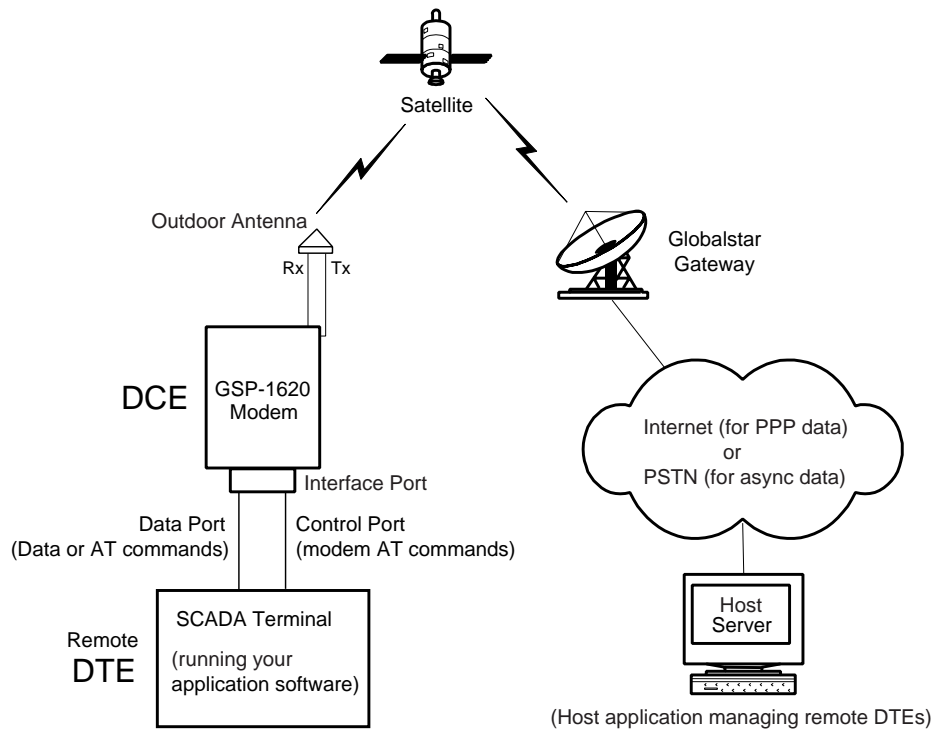 Satellite
Outdoor Antenna
Rx Tx
Globalstar
Gateway
DCE
GSP-1620
Modem
Internet (for PPP data)
or
PSTN (for async data)
Interface Port
Data Port
(Data or AT commands)
Control Port
(modem AT commands)
Remote
DTE
SCADA Terminal
(running your
application software)
Host
Server
(Host application managing remote DTEs)